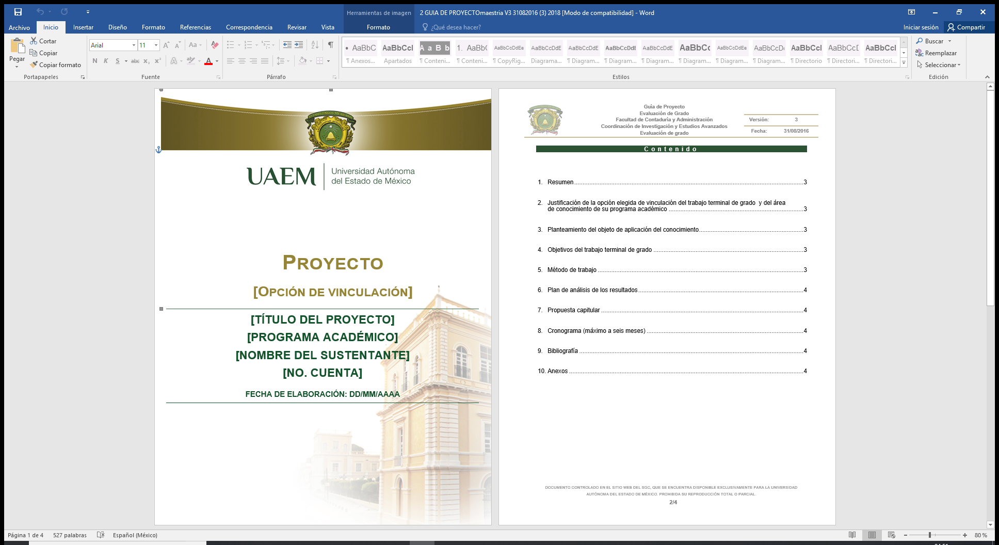 Herramientas de imagen
2 GUIA DE PROYECTOmaestria V3 31082016 (3) 2018 [Modo de compatibilidad] - Word
Archivo Inicio Insertar Diseño Formato Referencias Correspondencia Revisar Vista Formato ¿Qué desea hacer? Iniciar sesión Compartir
Pegar
Cortar
Copiar
Copiar formato
Portapapeles
Arial 11
N K S abc x₂ x² A aby A
Aa
Fuente
Párrafo
AaBbC AaBbCcI A a B b 1. AaBb( AaBbCcDdEe AaBbCcDdE AaBbCcDdE AaBbCcDdE AaBbCcDdE AaBbCc AaBbCcDdEe AaBbCcD AaBbCcI AaBbCcD AaBbCcI
¶ Anexos... Apartados ¶ Conteni... ¶ Conteni... ¶ CopyRig... Diagrama... ¶ Diagram... ¶ Diagram... ¶ Diagram... ¶ Diagram... ¶ Diagram... ¶ Diagram... ¶ Directorio ¶ Directori... ¶ Directori...
Estilos
Buscar
Reemplazar
Seleccionar
Edición
UAEM
Universidad Autónoma
del Estado de México
PROYECTO
[OPCIÓN DE VINCULACIÓN]
[TÍTULO DEL PROYECTO]
[PROGRAMA ACADÉMICO]
[NOMBRE DEL SUSTENTANTE]
[NO. CUENTA]
FECHA DE ELABORACIÓN: DD/MM/AAAA
Guía de Proyecto
Evaluación de Grado
Facultad de Contaduría y Administración
Coordinación de Investigación y Estudios Avanzados
Evaluación de grado
Versión: 3
Fecha: 31/08/2016
Contenido
1. Resumen 3
2. Justificación de la opción elegida de vinculación del trabajo terminal de grado y del área
de conocimiento de su programa académico 3
3. Planteamiento del objeto de aplicación del conocimiento 3
4. Objetivos del trabajo terminal de grado 3
5. Método de trabajo 3
6. Plan de análisis de los resultados 4
7. Propuesta capitular 4
8. Cronograma (máximo a seis meses) 4
9. Bibliografía 4
10. Anexos 4
DOCUMENTO CONTROLADO EN EL SITIO WEB DEL SGC, QUE SE ENCUENTRA DISPONIBLE EXCLUSIVAMENTE PARA LA UNIVERSIDAD
AUTÓNOMA DEL ESTADO DE MÉXICO. PROHIBIDA SU REPRODUCCIÓN TOTAL O PARCIAL.
2/4
Página 1 de 4 527 palabras Español (México) 80 %